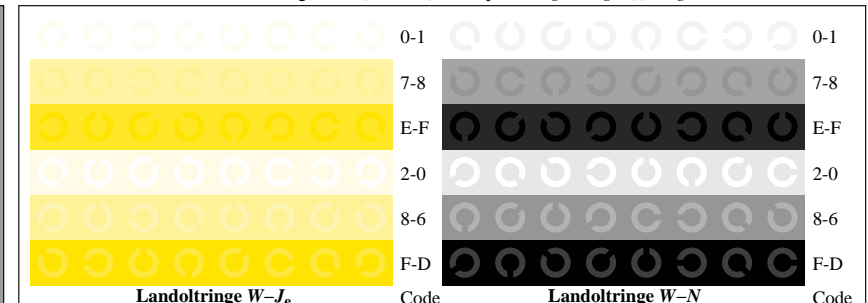 0-1 0-1
7-8 7-8
E-F E-F
2-0 2-0
8-6 8-6
F-D F-D
Landoltringe W–Je Code Landoltringe W–N Code